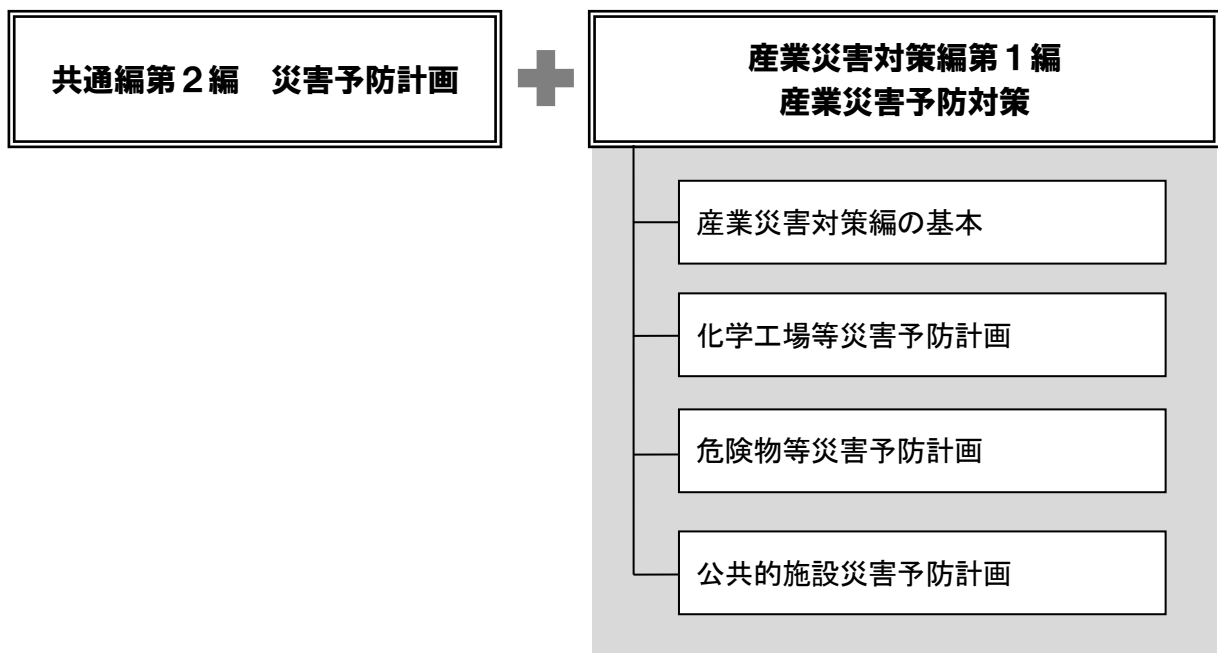 共通編第２編　災害予防計画
産業災害対策編第１編
産業災害予防対策
産業災害対策編の基本
化学工場等災害予防計画
危険物等災害予防計画
公共的施設災害予防計画